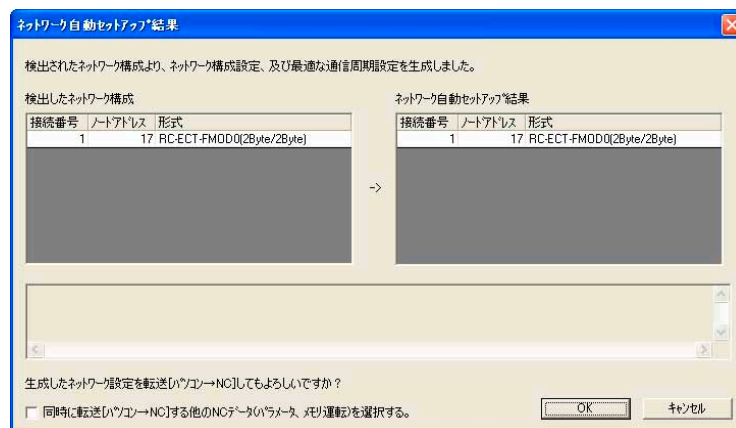 ﾈｯﾄﾜｰｸ自動ｾｯﾄｱｯﾌﾟ結果
検出されたﾈｯﾄﾜｰｸ構成より、ﾈｯﾄﾜｰｸ構成設定、及び最適な通信周期設定を生成しました。
検出したﾈｯﾄﾜｰｸ構成
接続番号 ﾉｰﾄﾞｱﾄﾞﾚｽ 形式
1 17 RC-ECT-FMOD0(2Byte/2Byte)
->
ﾈｯﾄﾜｰｸ自動ｾｯﾄｱｯﾌﾟ結果
接続番号 ﾉｰﾄﾞｱﾄﾞﾚｽ 形式
1 17 RC-ECT-FMOD0(2Byte/2Byte)
生成したﾈｯﾄﾜｰｸ設定を転送[ﾊﾟｿｺﾝ→NC]してもよろしいですか？
同時に転送[ﾊﾟｿｺﾝ→NC]する他のNCﾃﾞｰﾀ(ﾊﾟﾗﾒｰﾀ、ﾒﾓﾘ運転)を選択する。
OK
ｷｬﾝｾﾙ